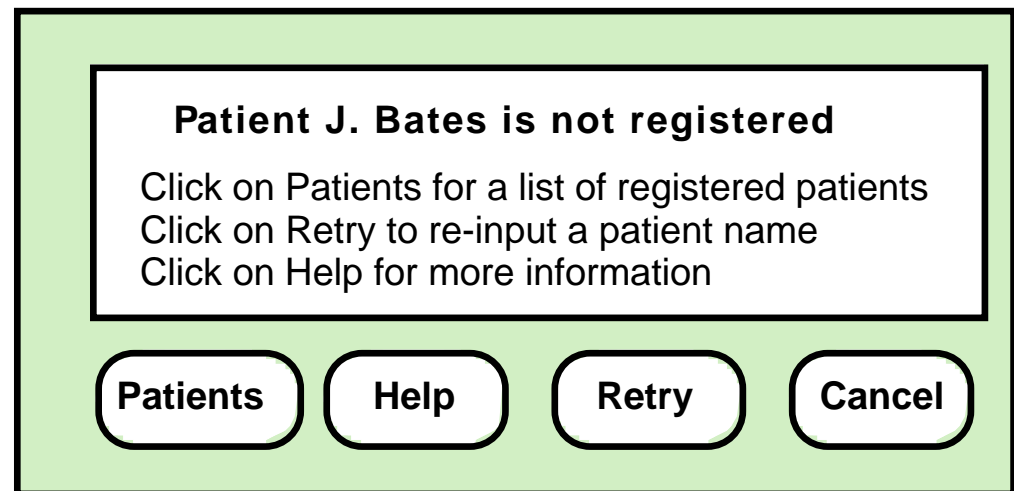 Patient J. Bates is not registered
Click on Patients for a list of registered patients
Click on Retry to re-input a patient name
Click on Help for more information
Patients Help Retry Cancel